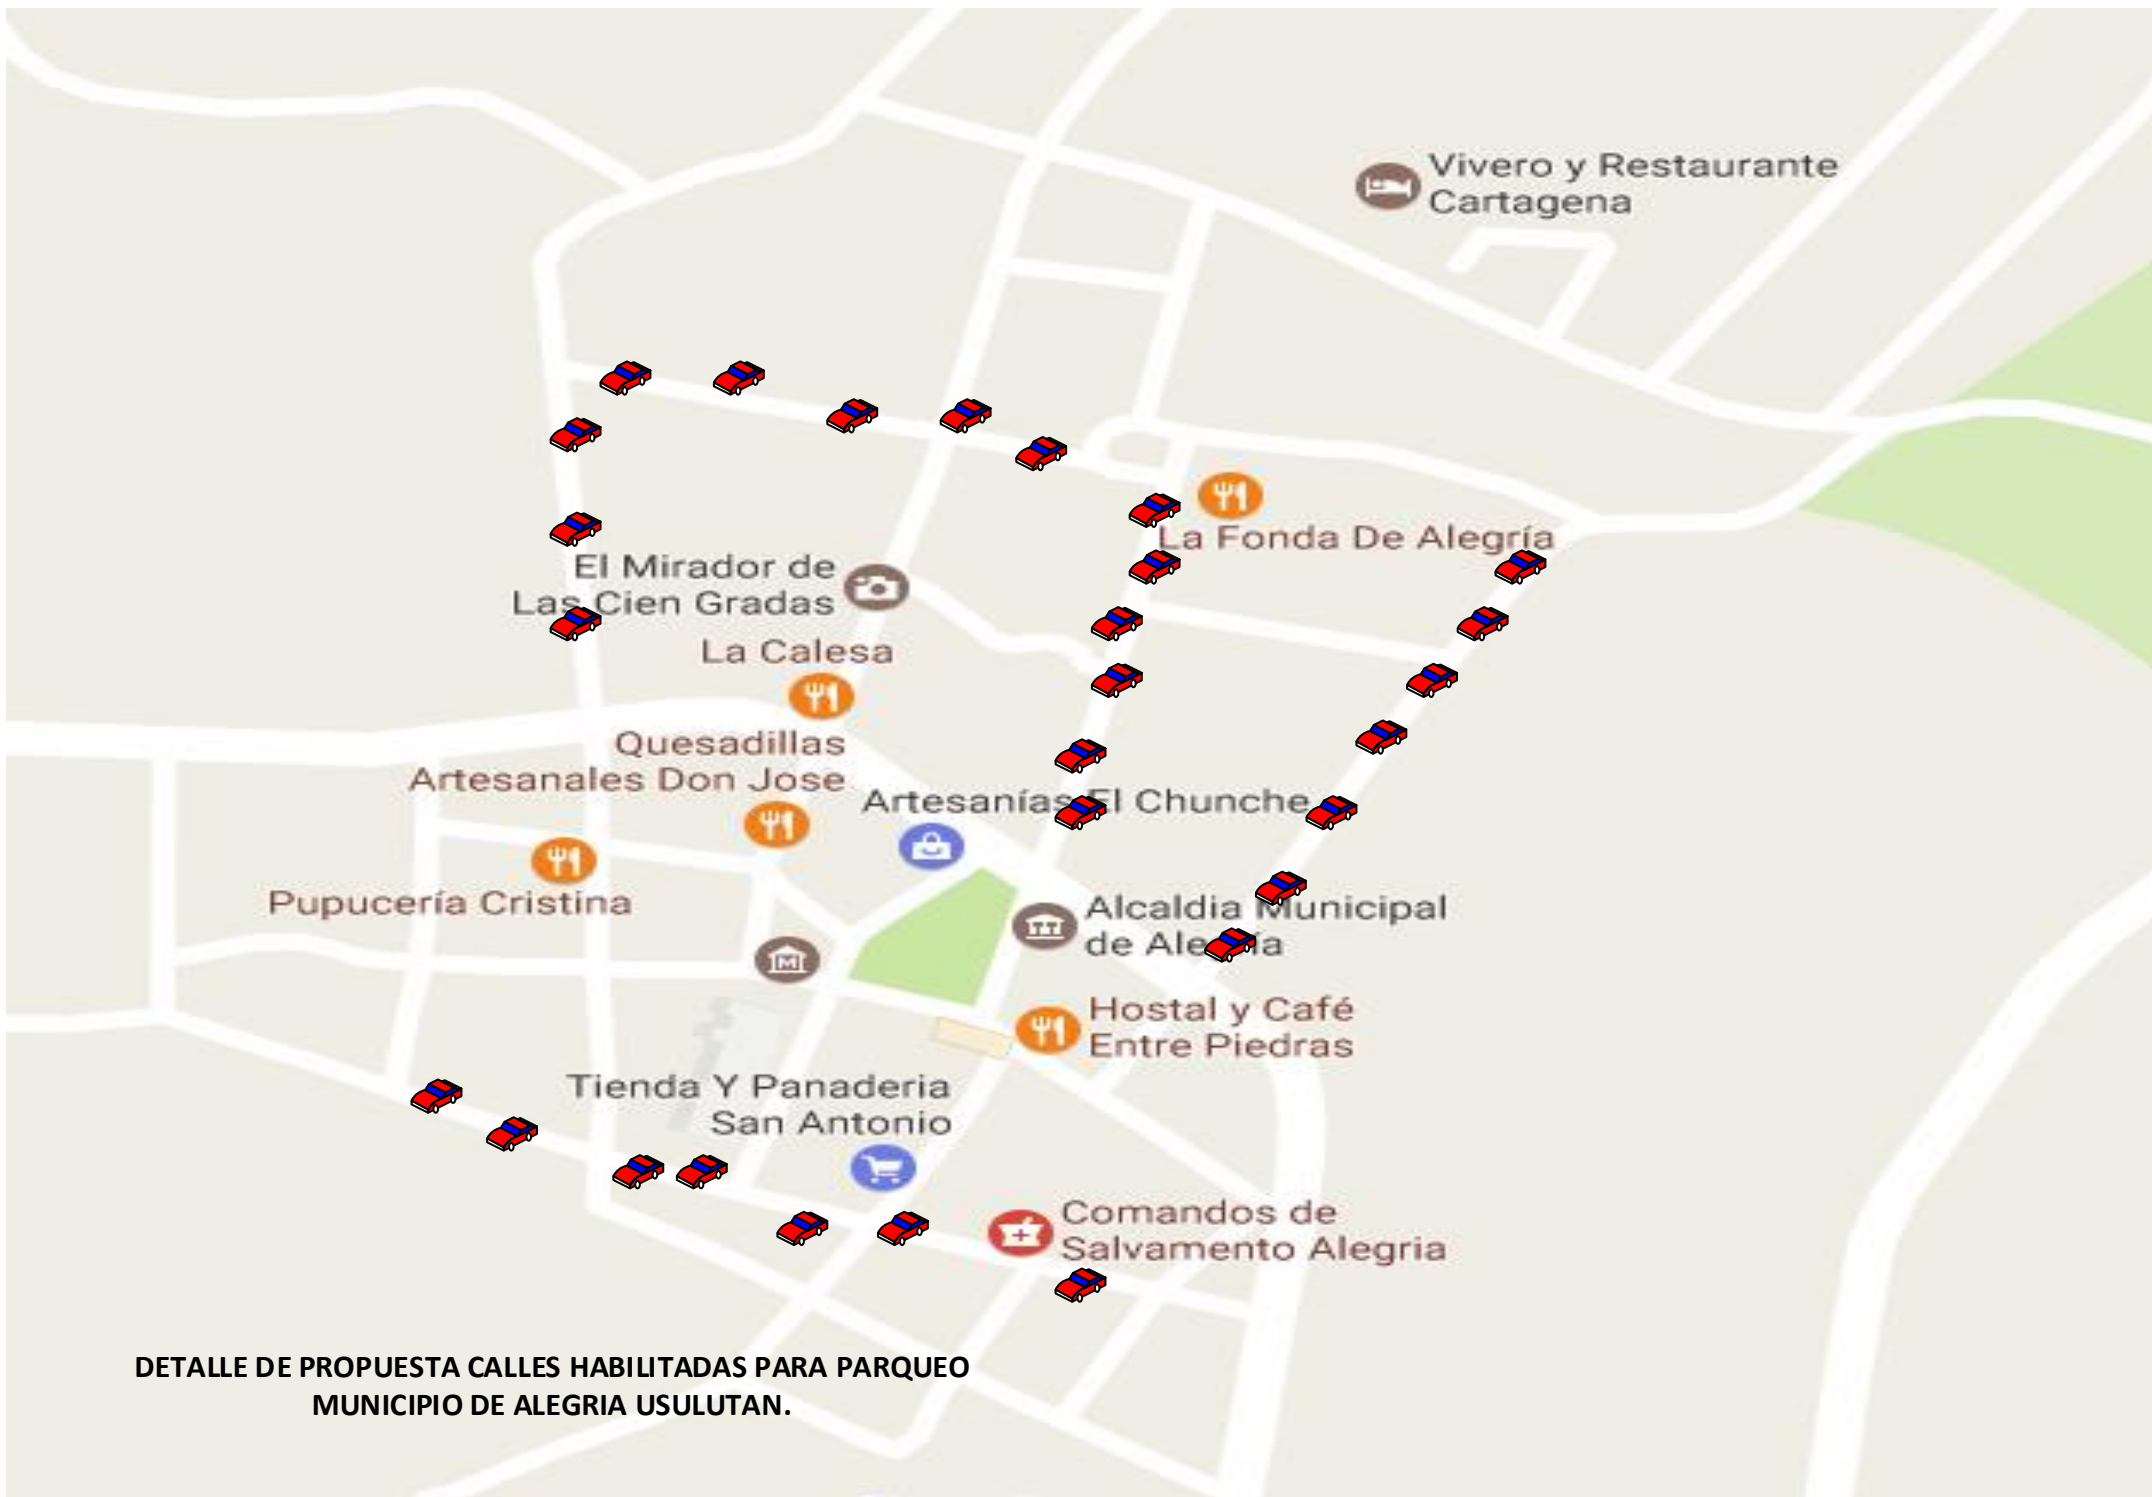 Vivero y Restaurante
Cartagena
La Fonda De Alegría
El Mirador de
Las Cien Gradas
La Calesa
Quesadillas
Artesanales Don Jose
Artesanías El Chunche
Pupucería Cristina
Alcaldia Municipal
de Alegría
M
Hostal y Café
Entre Piedras
Tienda Y Panaderia
San Antonio
Comandos de
Salvamento Alegria
DETALLE DE PROPUESTA CALLES HABILITADAS PARA PARQUEO
MUNICIPIO DE ALEGRIA USULUTAN.